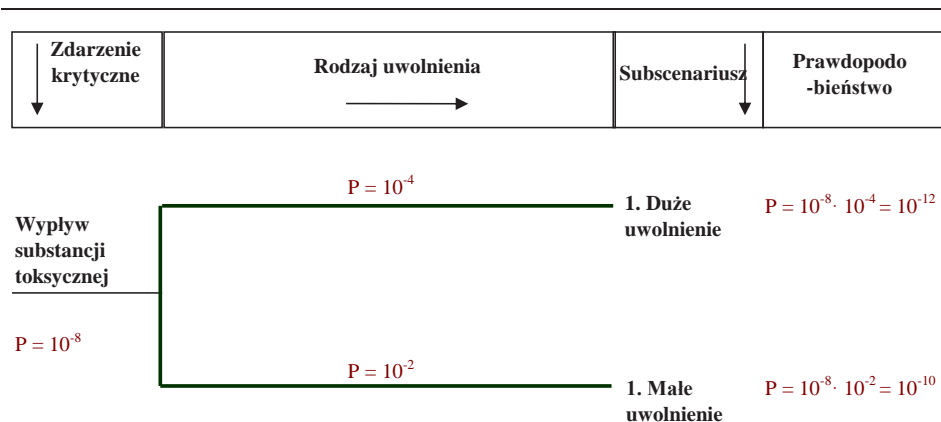 Zdarzenie
krytyczne
Rodzaj uwolnienia
Subscenariusz
Prawdopodo
-bieństwo
P = 10⁻⁴
1. Duże
uwolnienie
P = 10⁻⁸· 10⁻⁴ = 10⁻¹²
Wypływ
substancji
toksycznej
P = 10⁻⁸
P = 10⁻²
1. Małe
uwolnienie
P = 10⁻⁸· 10⁻² = 10⁻¹⁰